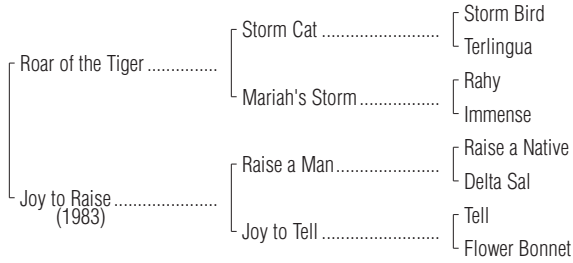 Storm Bird
Storm Cat ..........................
Terlingua
Roar of the Tiger ...............
Rahy
Mariah's Storm ..................
Immense
Raise a Native
Raise a Man .......................
Delta Sal
Joy to Raise ......................
(1983)
Tell
Joy to Tell ..........................
Flower Bonnet